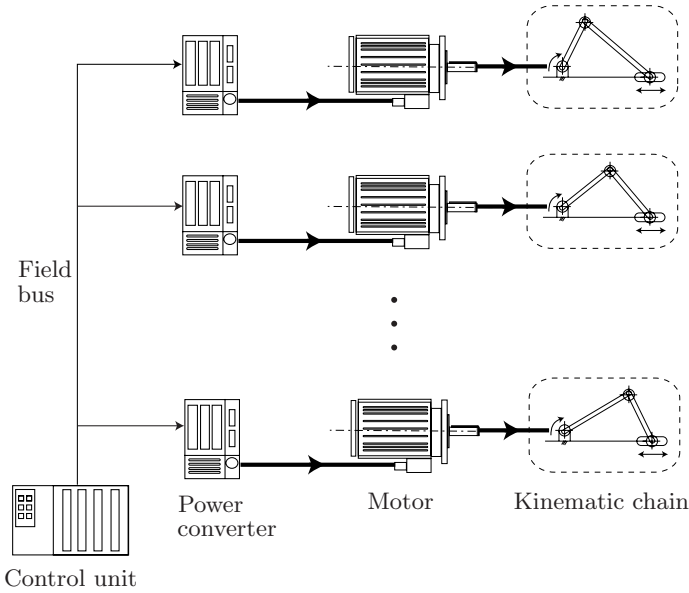 Field
bus
Power
converter
Motor
Kinematic chain
Control unit